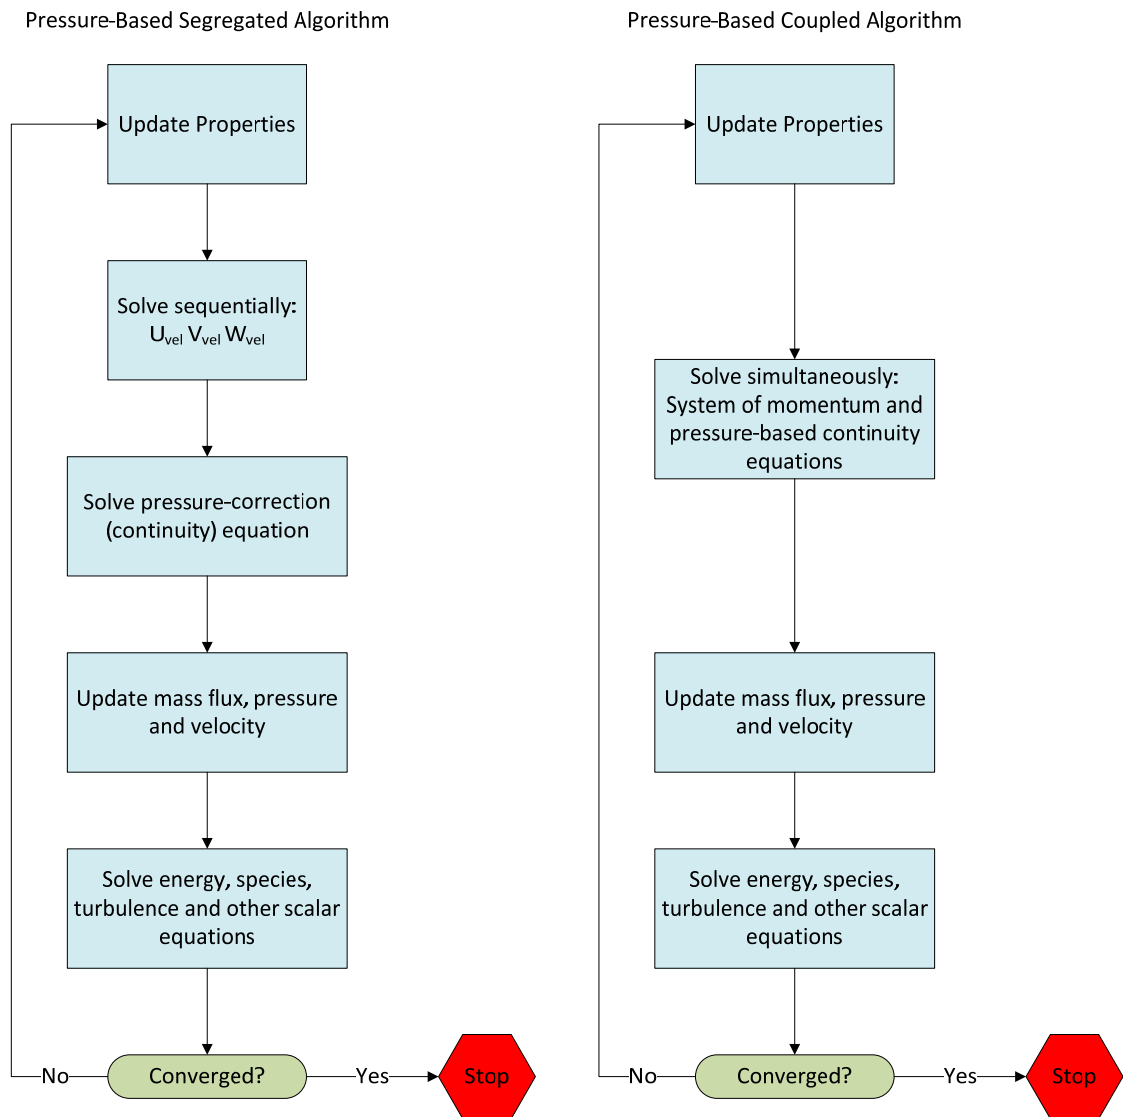 Pressure-Based Segregated Algorithm
Update Properties
Solve sequentially:
Uvel Vvel Wvel
Solve pressure-correction
(continuity) equation
Update mass flux, pressure
and velocity
Solve energy, species,
turbulence and other scalar
equations
Converged?
No
Yes
Stop
Pressure-Based Coupled Algorithm
Update Properties
Solve simultaneously:
System of momentum and
pressure-based continuity
equations
Update mass flux, pressure
and velocity
Solve energy, species,
turbulence and other scalar
equations
Converged?
No
Yes
Stop